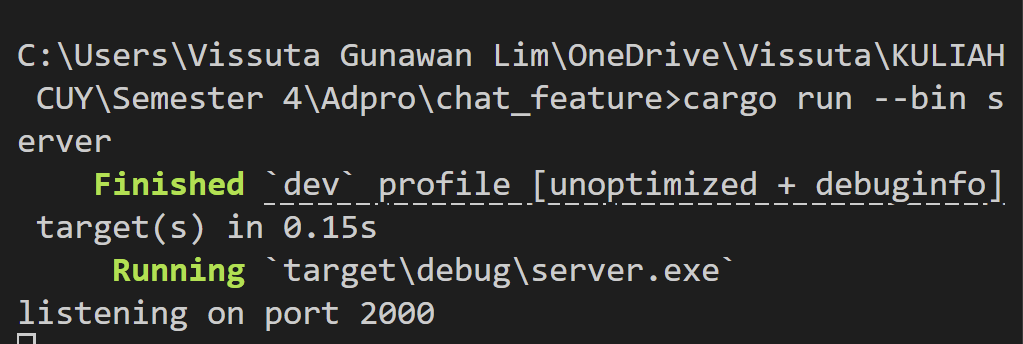 C:\Users\Vissuta Gunawan Lim\OneDrive\Vissuta\KULIAH
 CUY\Semester 4\Adpro\chat_feature>cargo run --bin s
erver
    Finished `dev` profile [unoptimized + debuginfo]
 target(s) in 0.15s
     Running `target\debug\server.exe`
listening on port 2000